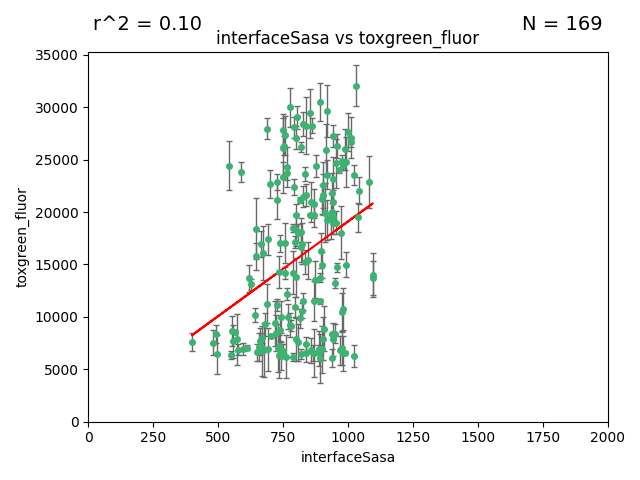 r^2 = 0.10
N = 169
interfaceSasa vs toxgreen_fluor
35000
30000
25000
20000
15000
10000
5000
0
toxgreen_fluor
0 250 500 750 1000 1250 1500 1750 2000
interfaceSasa